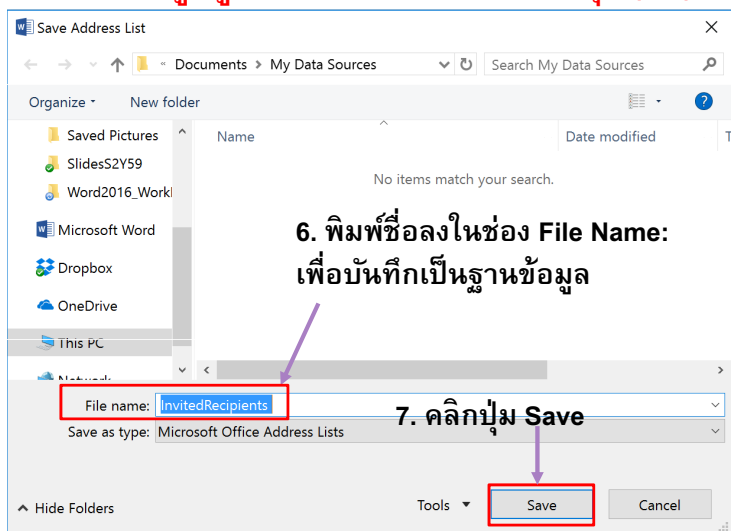 Save Address List
Documents > My Data Sources
Search My Data Sources
Organize
New folder
Name
Date modified
Saved Pictures
SlidesS2Y59
No items match your search.
Microsoft Word
Dropbox
OneDrive
This PC
6. พิมพ์ชื่อลงในช่อง File Name:
เพื่อบันทึกเป็นฐานข้อมูล
File name: InvitedRecipients
Save as type: Microsoft Office Address Lists
7. คลิกปุ่ม Save
Hide Folders
Tools
Save
Cancel